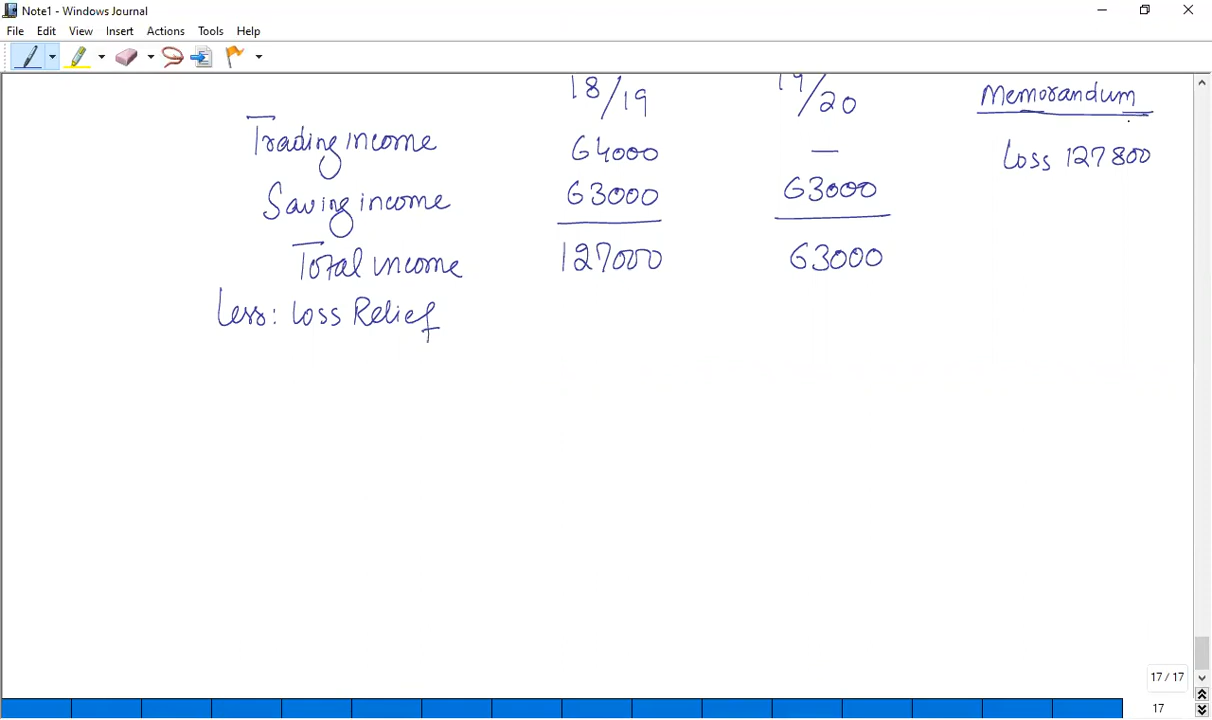 Note1 - Windows Journal
File Edit View Insert Actions Tools Help
18/19 19/20 Memorandum
Trading income 64000 — Loss 127800
Saving income 63000 63000
Total income 127000 63000
Less: Loss Relief
17 / 17
17